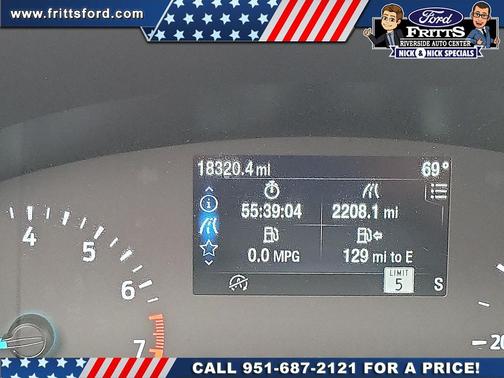 www.frittsford.com
Ford
FRITTS
RIVERSIDE AUTO CENTER
NICK & NICK SPECIALS
18320.4 mi 69°
55:39:04 2208.1 mi
0.0 MPG 129 mi to E
LIMIT
5 S
4
5
6
7
20
CALL 951-687-2121 FOR A PRICE!